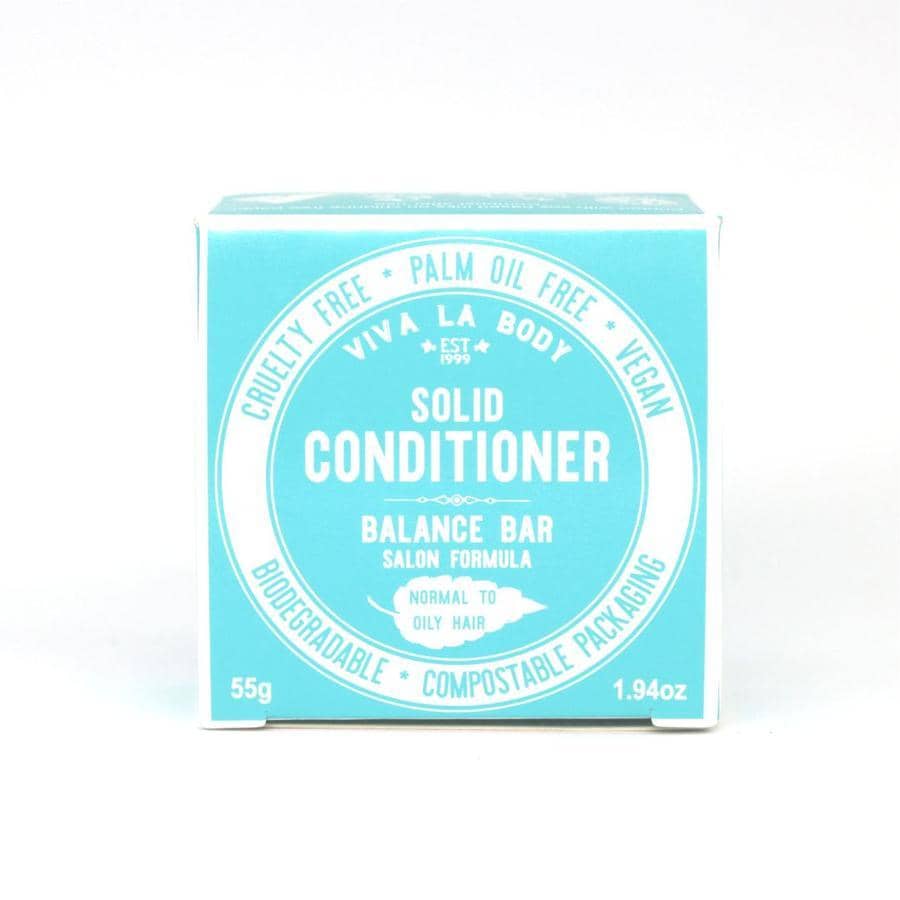 CRUELTY FREE * PALM OIL FREE * VEGAN
VIVA LA BODY
EST
1999
SOLID
CONDITIONER
BALANCE BAR
SALON FORMULA
NORMAL TO
OILY HAIR
BIODEGRADABLE * COMPOSTABLE PACKAGING
55g
1.94oz